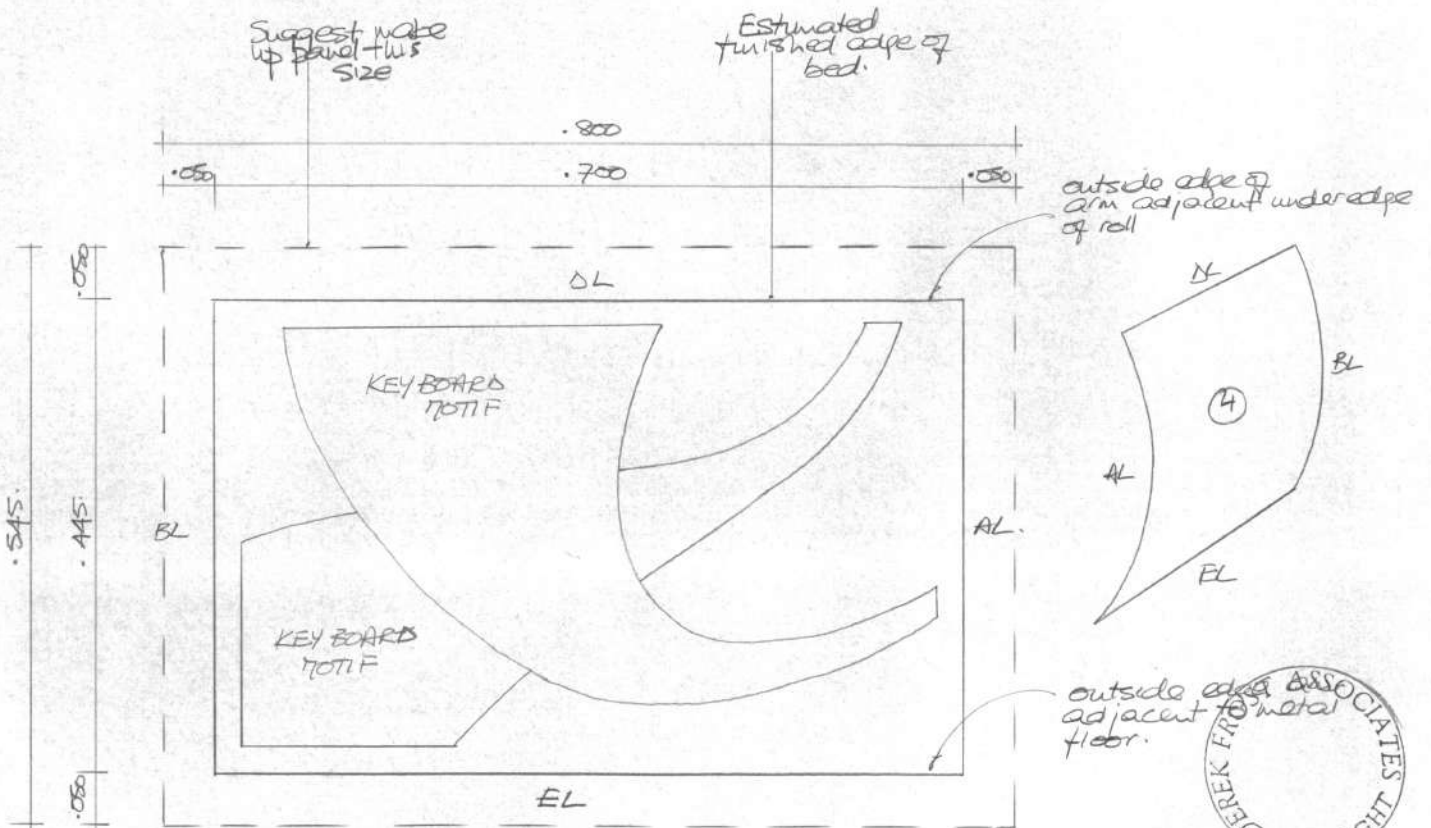 Suggest make
up panel this
size
Estimated
finished edge of
bed.
.800
.050
.700
.050
outside edge of
arm adjacent under edge
of roll
.050
DL
KEYBOARD
MOTIF
DL
BL
4
AL
EL
.545.
.445.
BL
AL.
KEYBOARD
MOTIF
outside edge
adjacent to metal
floor.
.050
EL
DEREK FROST ASSOCIATES